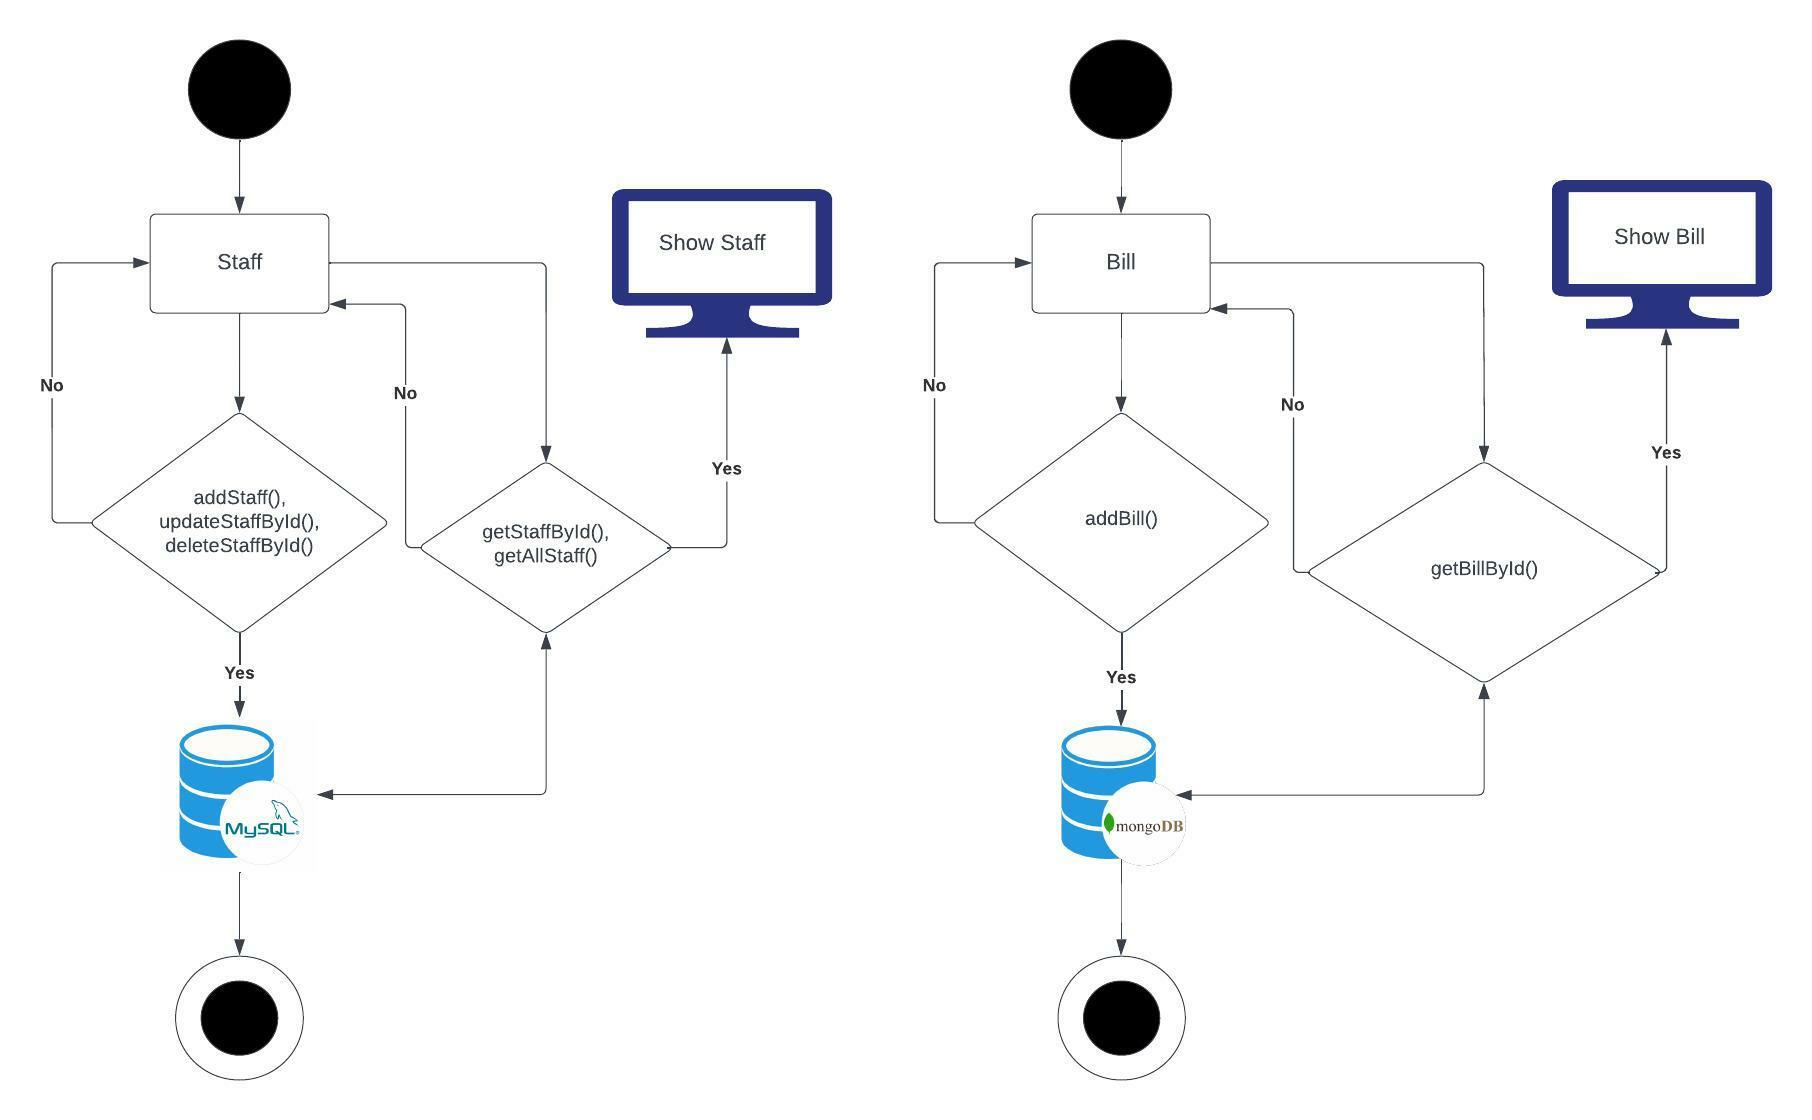 Staff
Show Staff
No
No
addStaff(),
updateStaffById(),
deleteStaffById()
getStaffById(),
getAllStaff()
Yes
Yes
MySQL®
Bill
Show Bill
No
No
addBill()
getBillById()
Yes
Yes
mongoDB